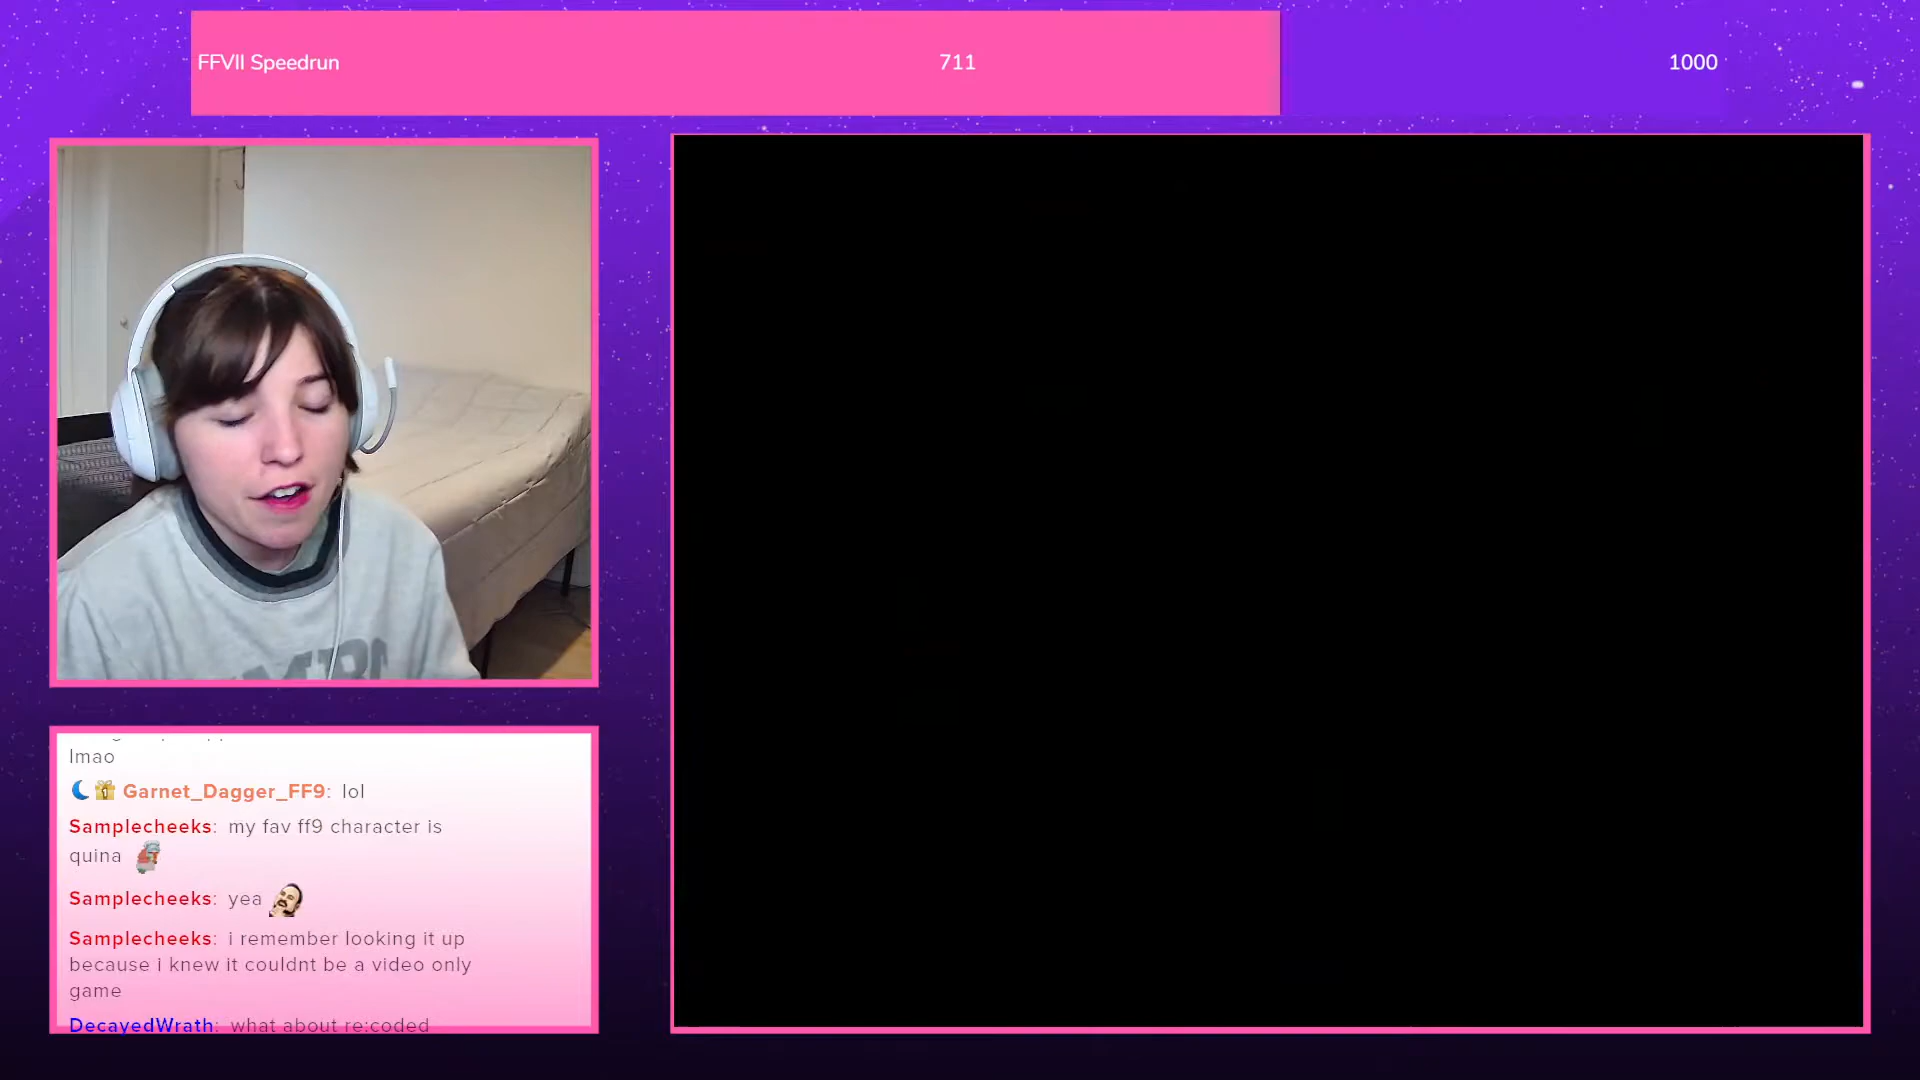 FFVII Speedrun 711 1000
lmao
Garnet_Dagger_FF9: lol
Samplecheeks: my fav ff9 character is
quina
Samplecheeks: yea
Samplecheeks: i remember looking it up
because i knew it couldnt be a video only
game
DecayedWrath: what about re:coded